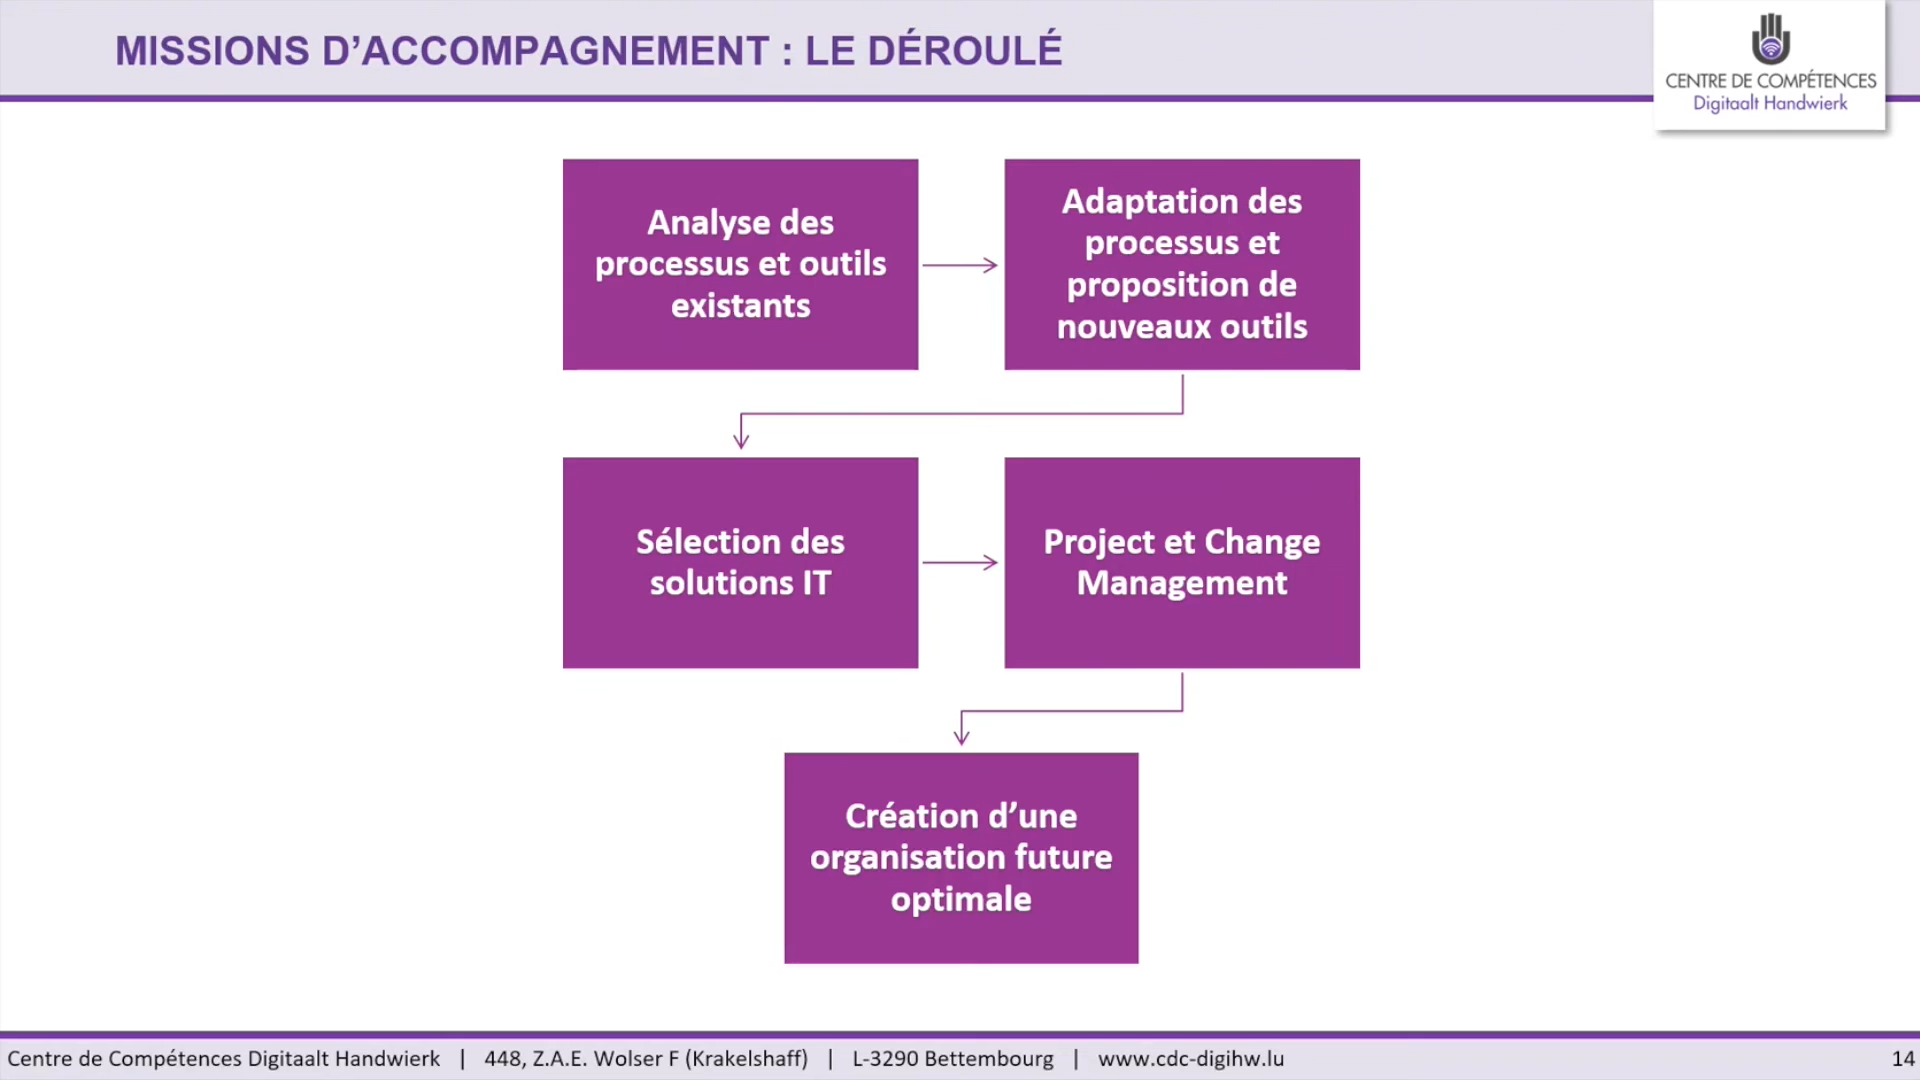 MISSIONS D’ACCOMPAGNEMENT : LE DÉROULÉ
CENTRE DE COMPÉTENCES
Digitaalt Handwierk
Analyse des
processus et outils
existants
Adaptation des
processus et
proposition de
nouveaux outils
Sélection des
solutions IT
Project et Change
Management
Création d’une
organisation future
optimale
Centre de Compétences Digitaalt Handwierk | 448, Z.A.E. Wolser F (Krakelshaff) | L-3290 Bettembourg | www.cdc-digihw.lu
14